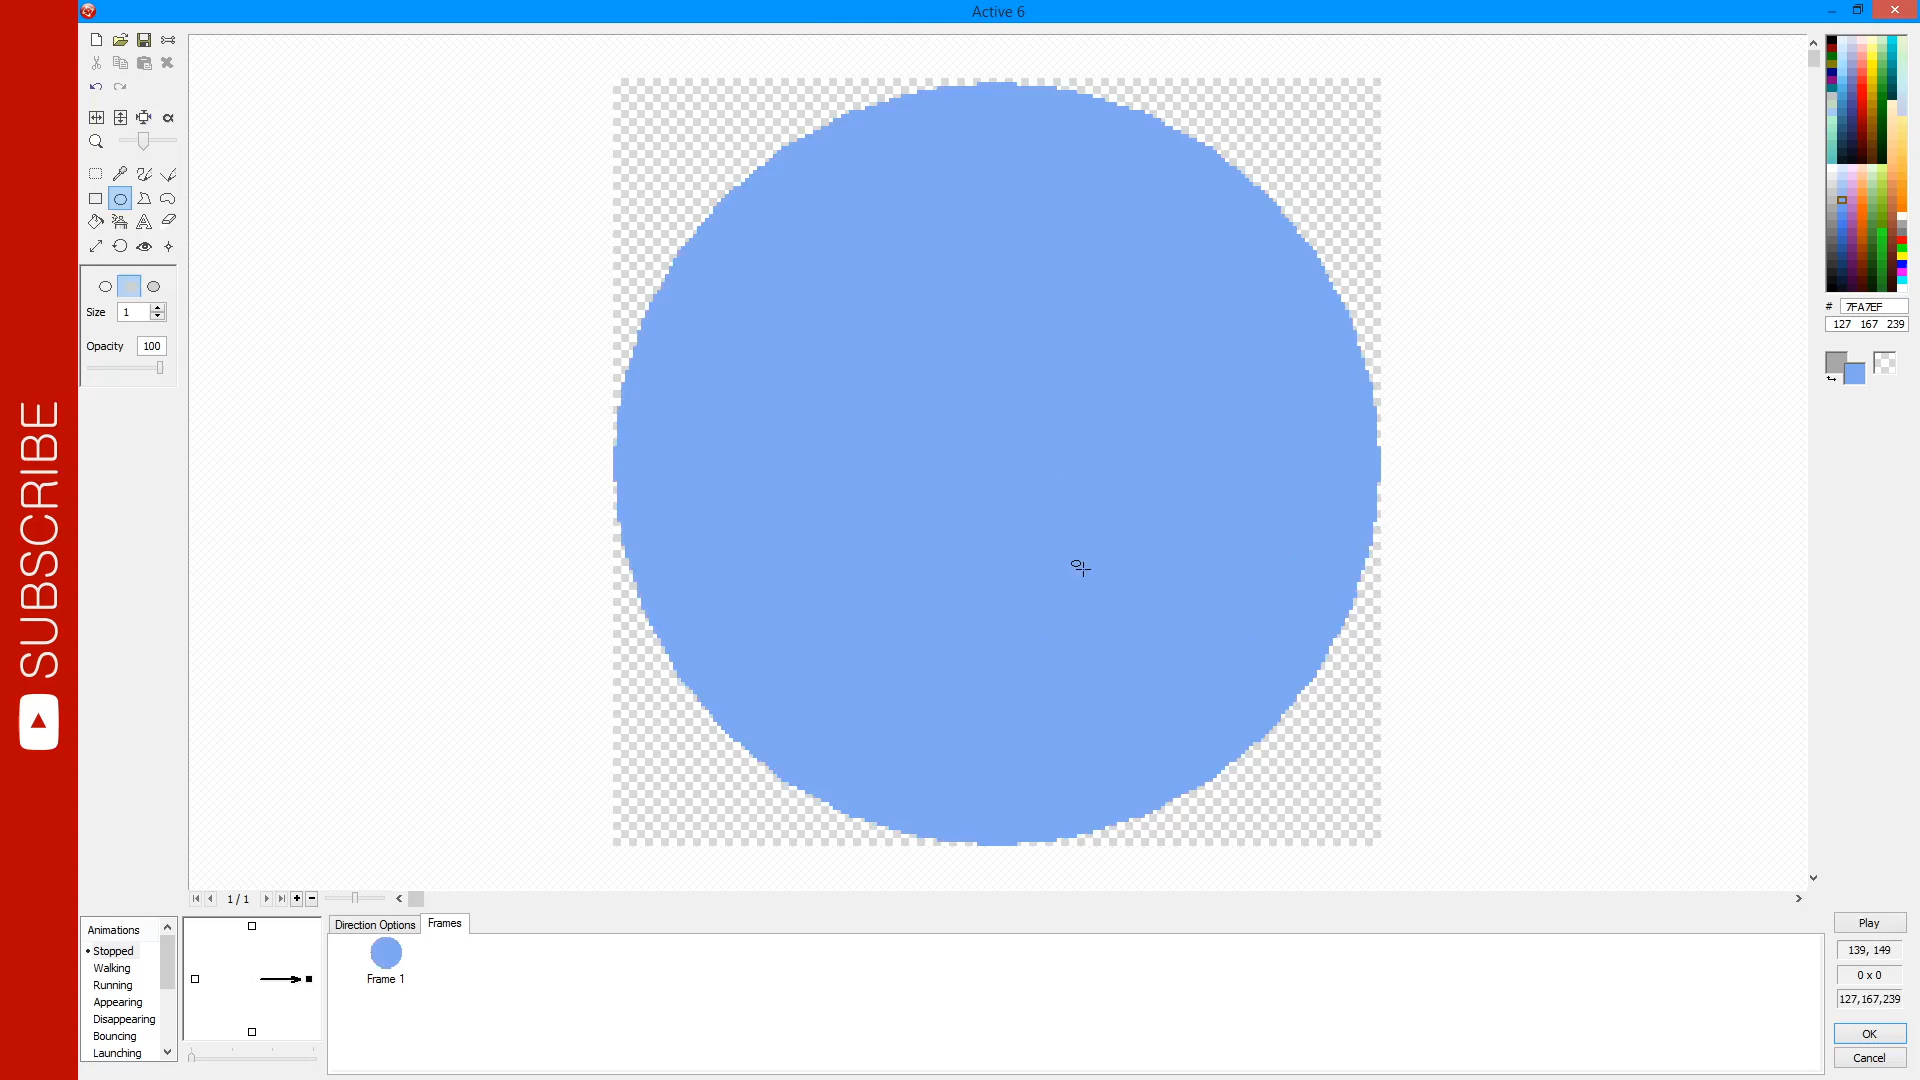 Active 6
SUBSCRIBE
Size 1
Opacity 100
# 7FA7EF
127 167 239
1 / 1
Animations
Stopped
Walking
Running
Appearing
Disappearing
Bouncing
Launching
Direction Options Frames
Frame 1
Play
139, 149
0 x 0
127,167,239
OK
Cancel